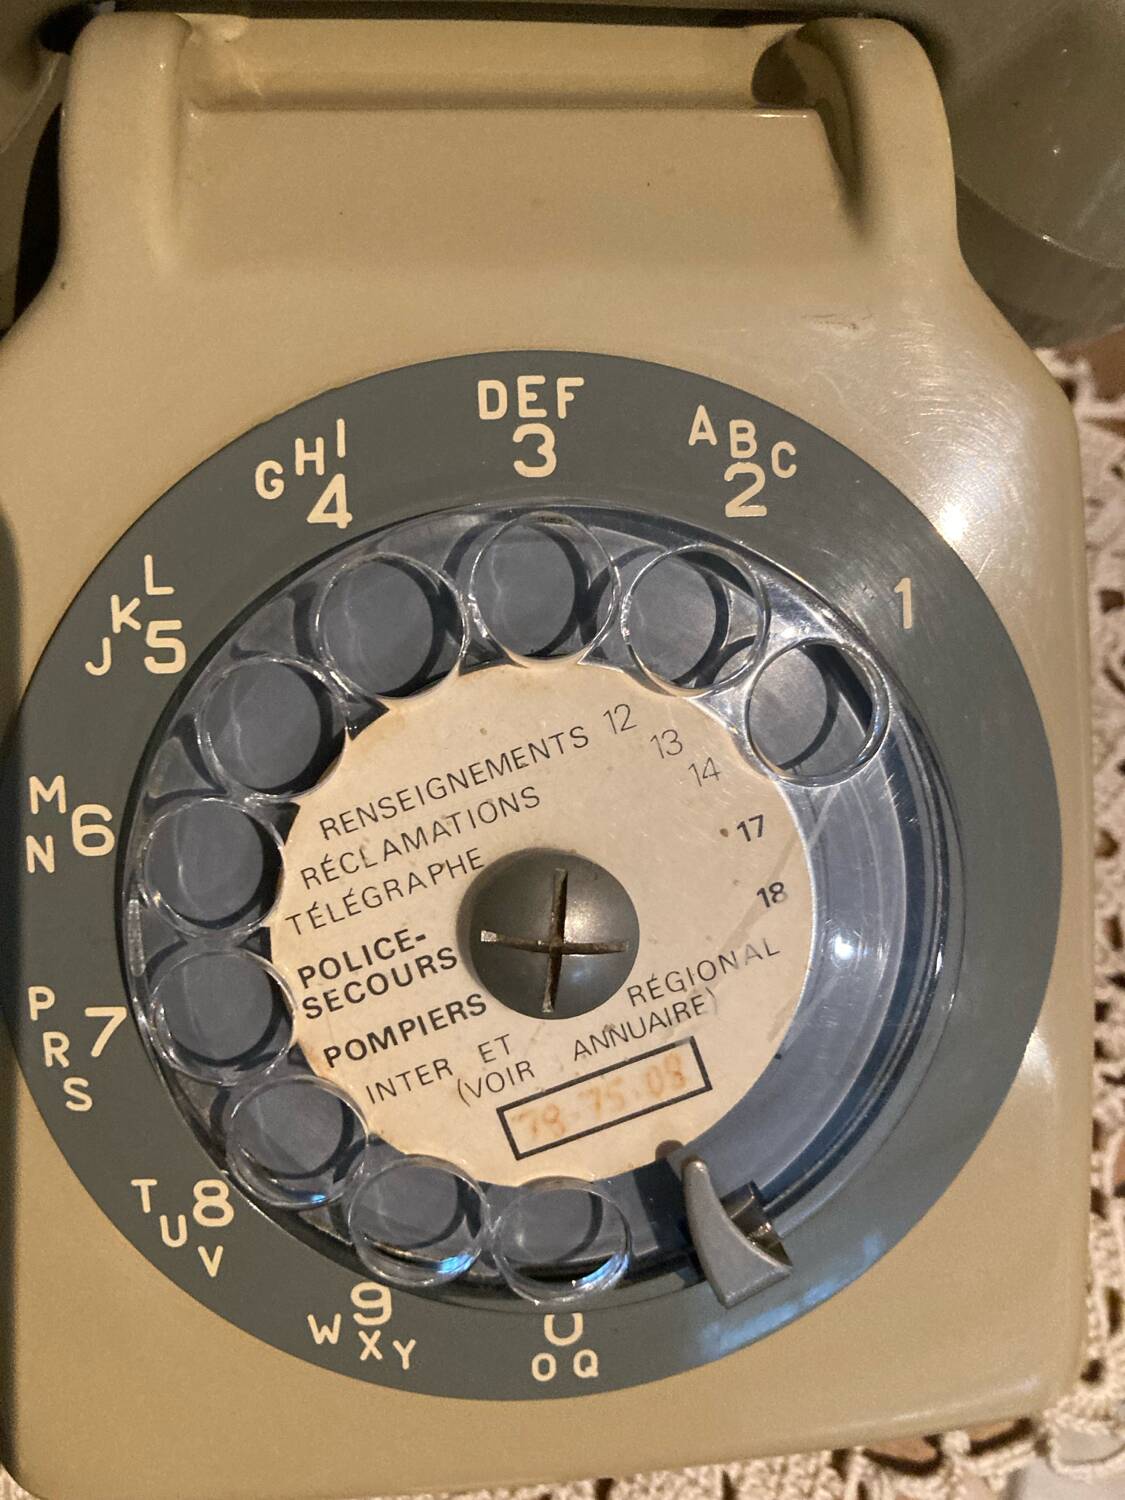 DEF
3
ABC
2
GHI
4
1
JKL
5
MN
6
PRS
7
TUV
8
WXY
9
0
OQ
RENSEIGNEMENTS 12
RÉCLAMATIONS 13
TÉLÉGRAPHE 14
POLICE-
SECOURS 17
POMPIERS 18
INTER ET RÉGIONAL
(VOIR ANNUAIRE)
78.75.08